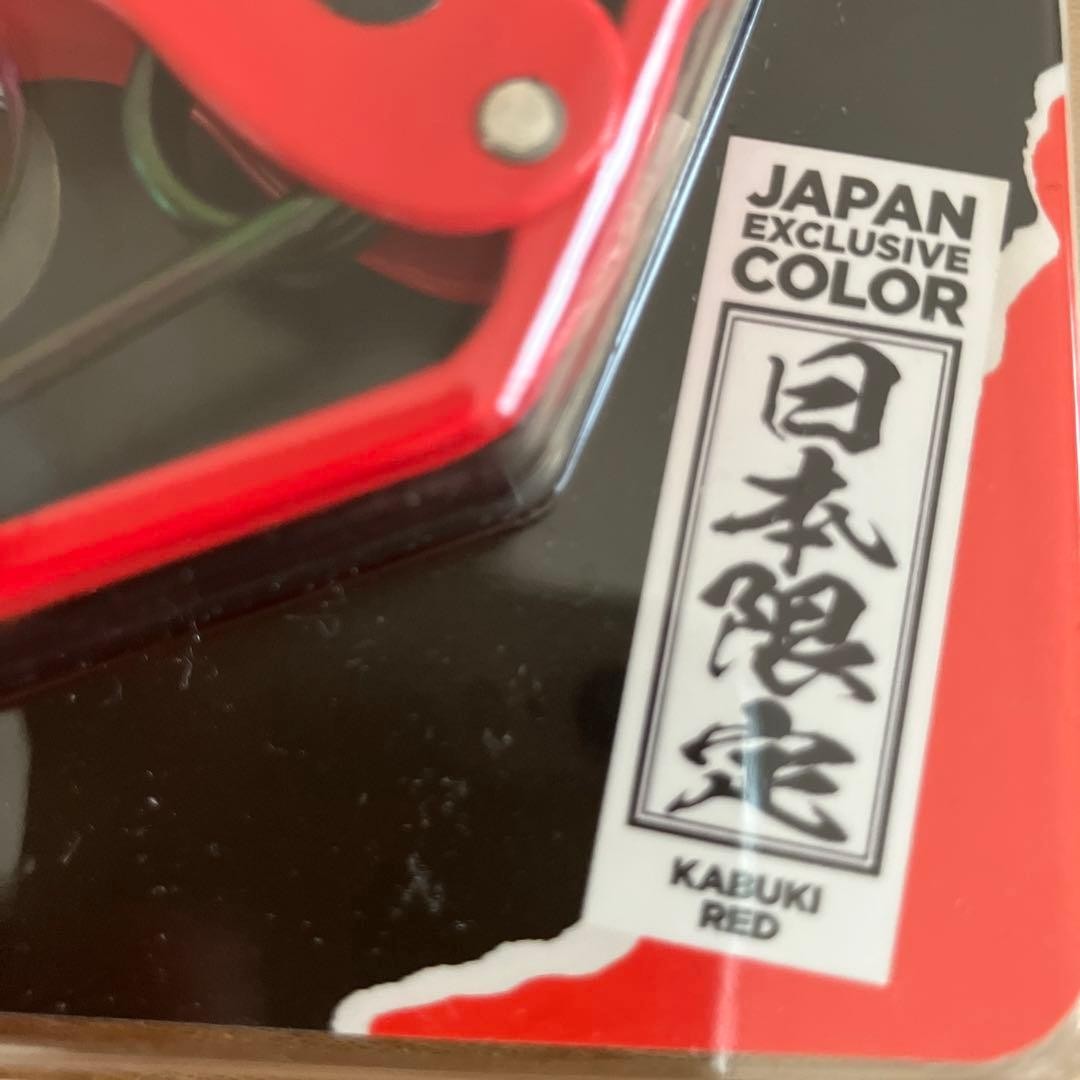 JAPAN
EXCLUSIVE
COLOR
日本限定
KABUKI
RED